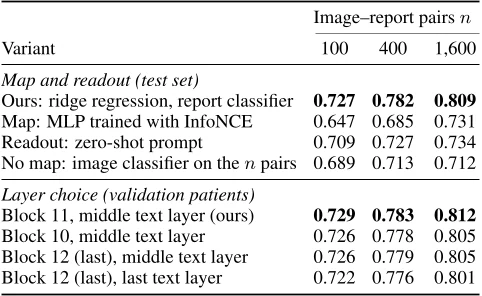 Image–report pairs n
Variant 100 400 1,600
Map and readout (test set)
Ours: ridge regression, report classifier 0.727 0.782 0.809
Map: MLP trained with InfoNCE 0.647 0.685 0.731
Readout: zero-shot prompt 0.709 0.727 0.734
No map: image classifier on the n pairs 0.689 0.713 0.712
Layer choice (validation patients)
Block 11, middle text layer (ours) 0.729 0.783 0.812
Block 10, middle text layer 0.726 0.778 0.805
Block 12 (last), middle text layer 0.726 0.779 0.805
Block 12 (last), last text layer 0.722 0.776 0.801